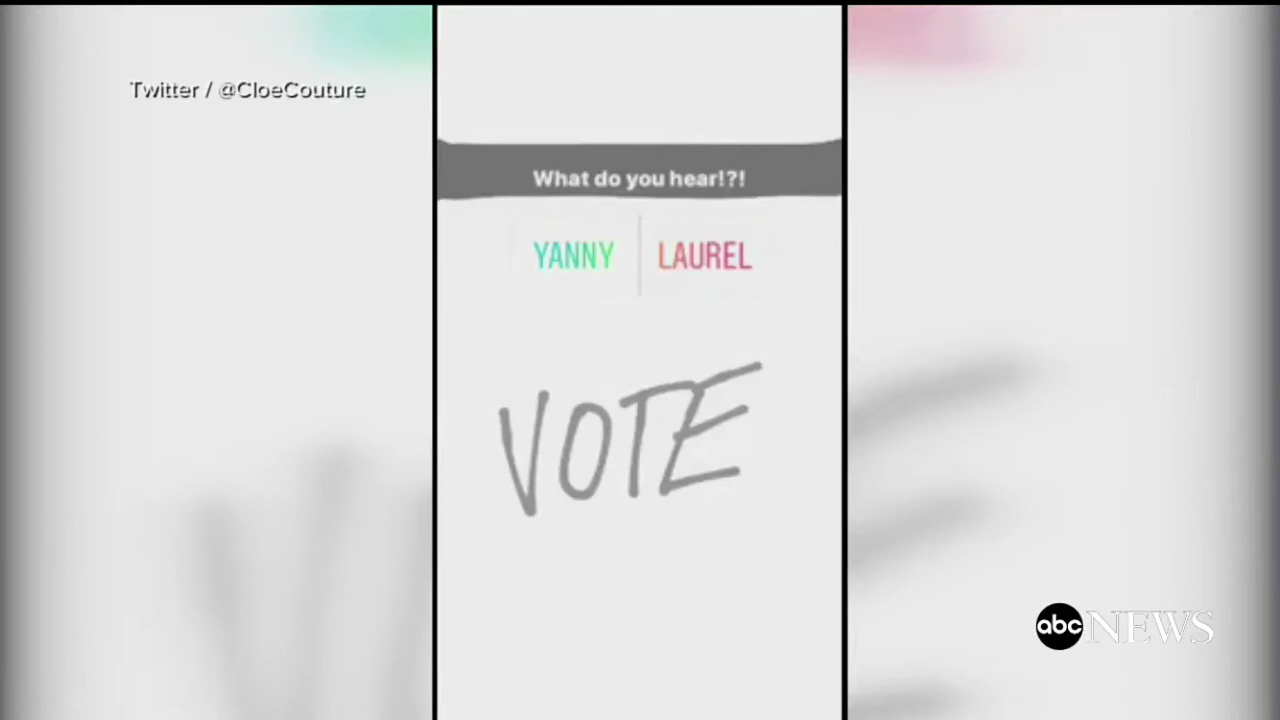 Twitter / @CloeCouture
What do you hear!?!
YANNY LAUREL
VOTE
abc NEWS